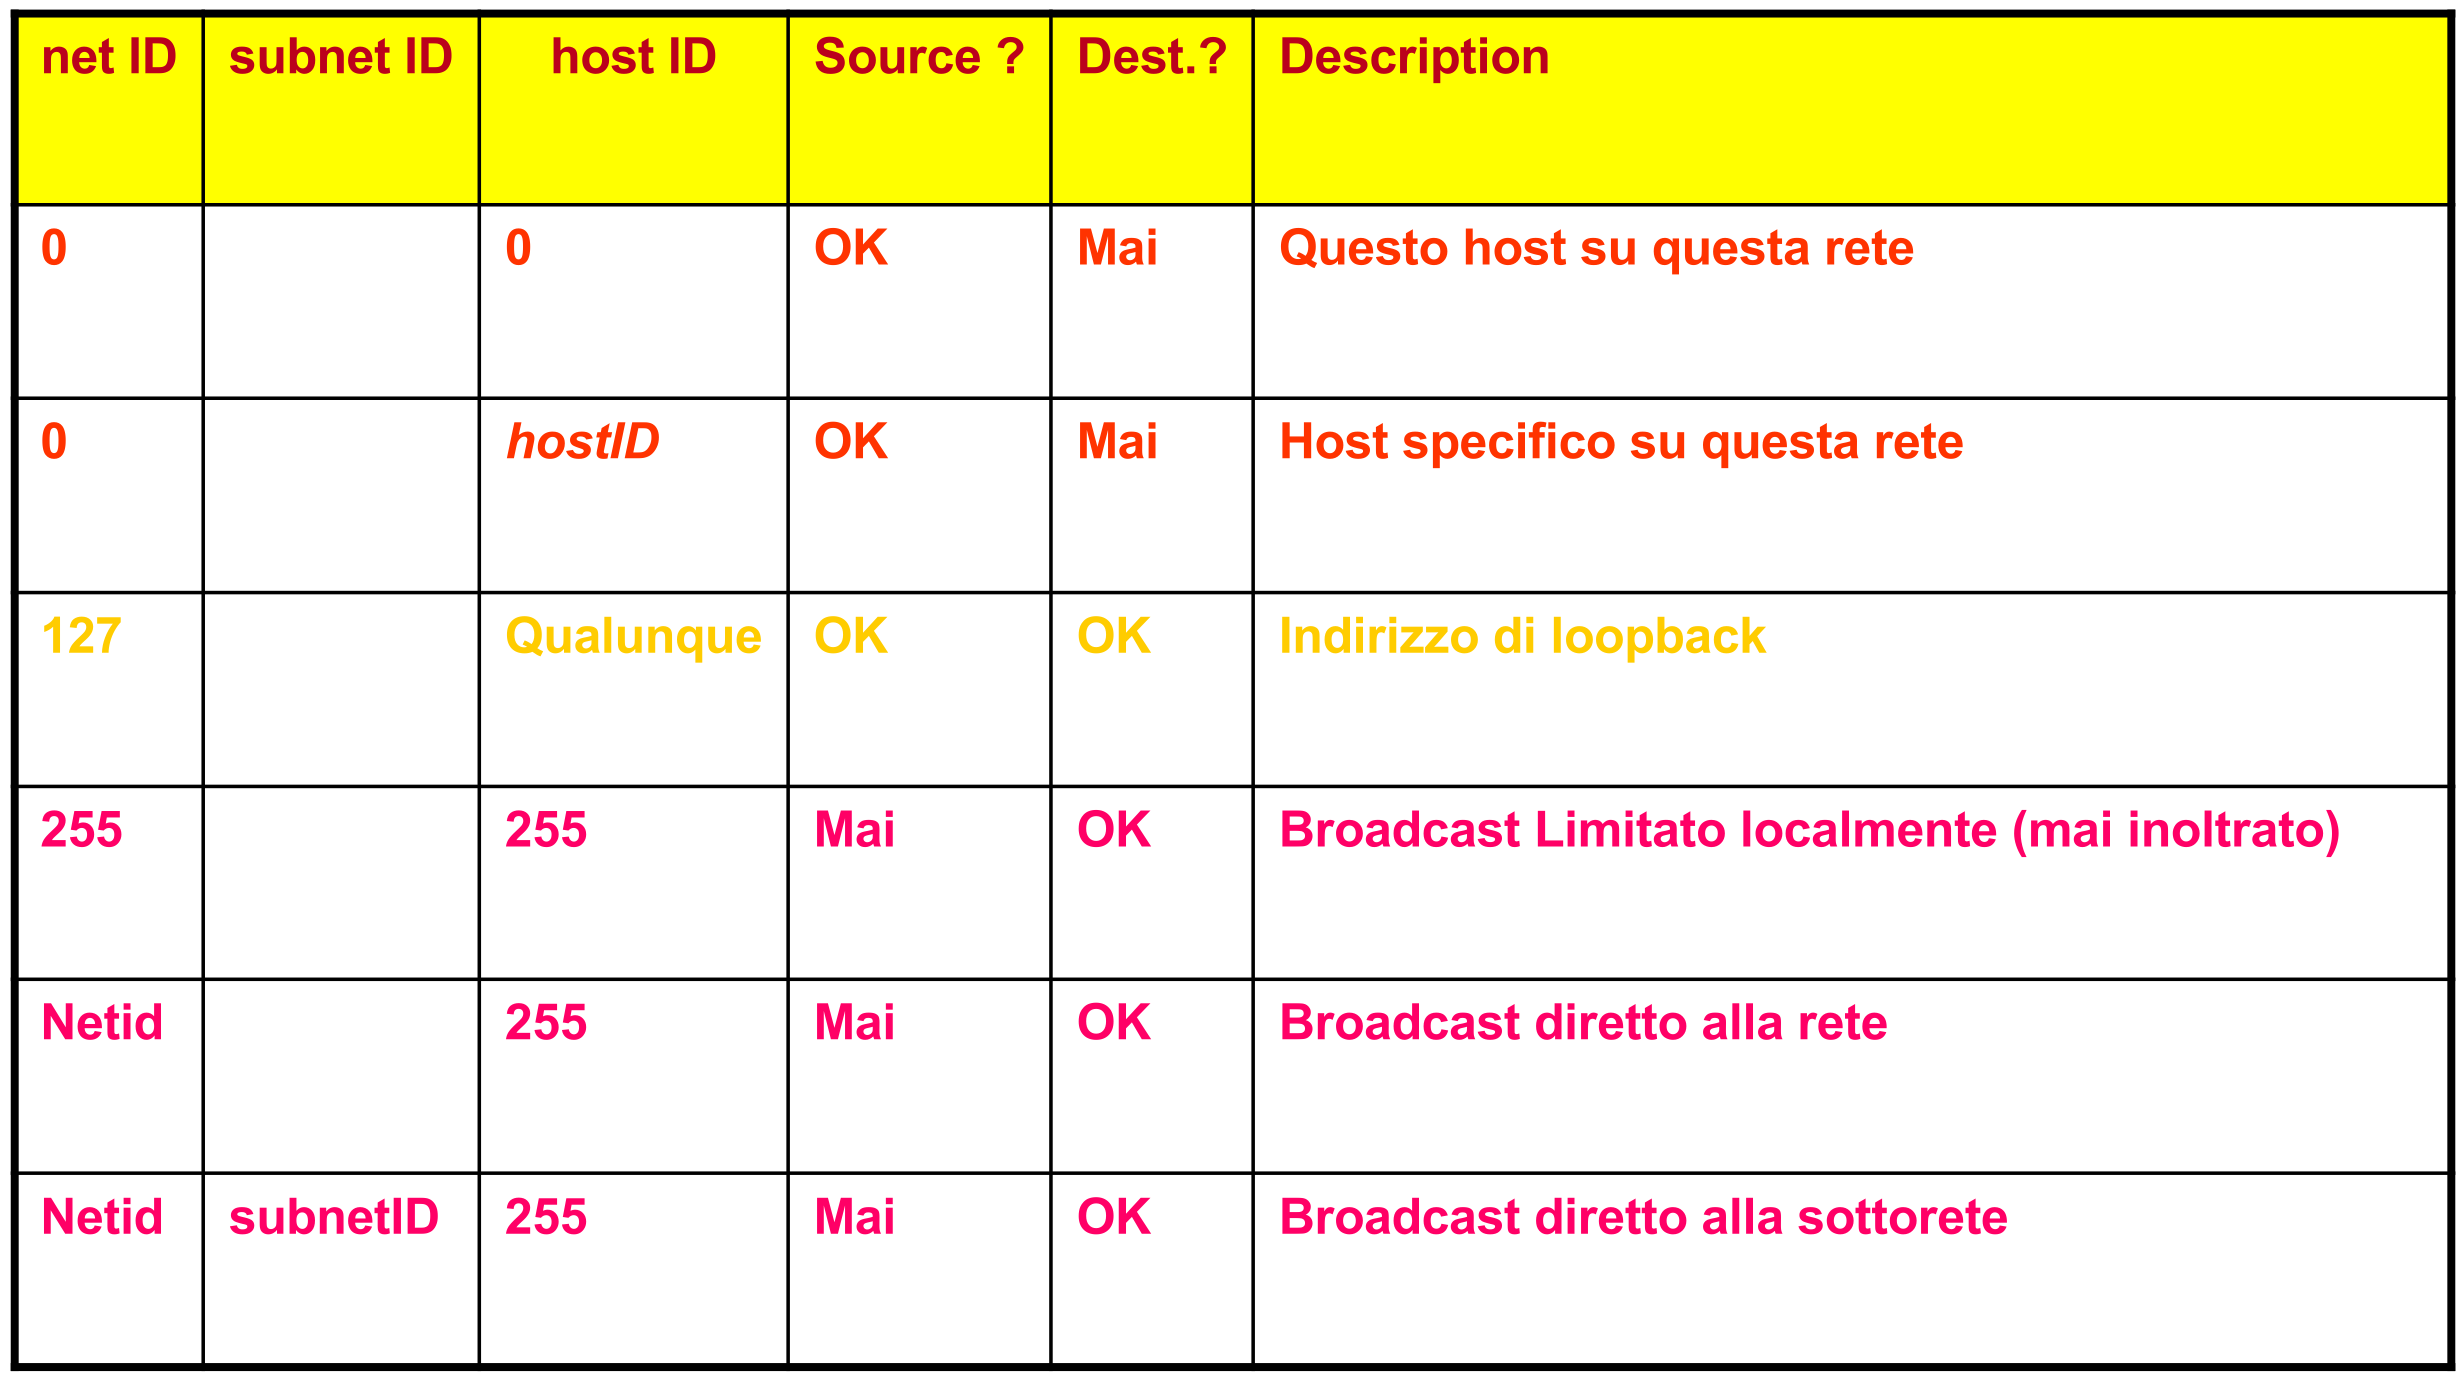 net ID subnet ID host ID Source ? Dest.? Description
0 0 OK Mai Questo host su questa rete
0 hostID OK Mai Host specifico su questa rete
127 Qualunque OK OK Indirizzo di loopback
255 255 Mai OK Broadcast Limitato localmente (mai inoltrato)
Netid 255 Mai OK Broadcast diretto alla rete
Netid subnetID 255 Mai OK Broadcast diretto alla sottorete